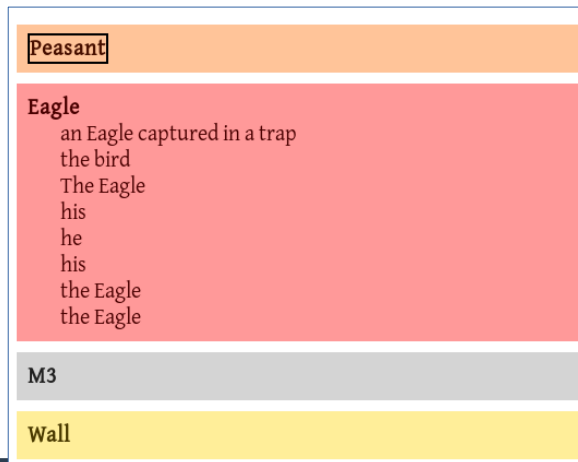 Peasant
Eagle
an Eagle captured in a trap
the bird
The Eagle
his
he
his
the Eagle
the Eagle
M3
Wall